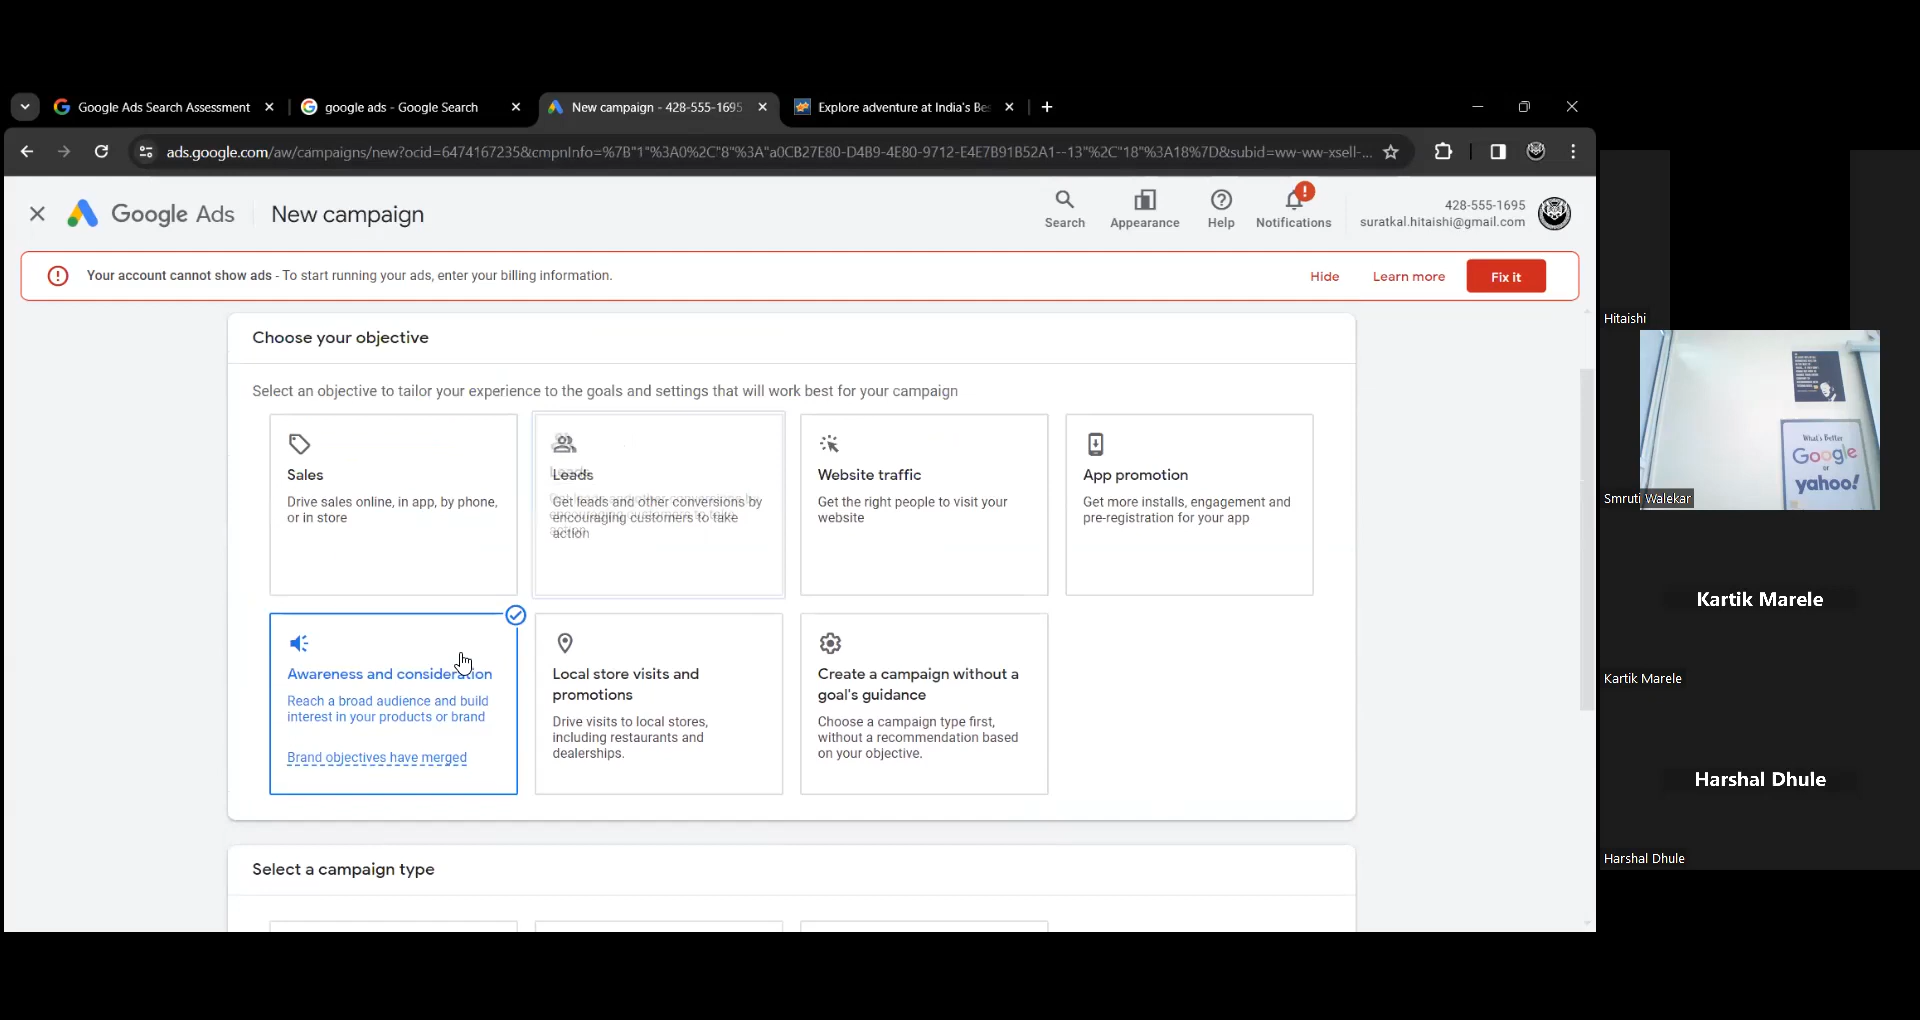 Google Ads Search Assessment
google ads - Google Search
New campaign - 428-555-1695
Explore adventure at India's Be
ads.google.com/aw/campaigns/new?ocid=6474167235&cmpnInfo=%7B"1"%3A0%2C"8"%3A"a0CB27E80-D4B9-4E80-9712-E4E7B91B52A1--13"%2C"18"%3A18%7D&subid=ww-ww-xsell-...
Google Ads
New campaign
Search
Appearance
Help
Notifications
428-555-1695
suratkal.hitaishi@gmail.com
Your account cannot show ads - To start running your ads, enter your billing information.
Hide
Learn more
Fix it
Choose your objective
Select an objective to tailor your experience to the goals and settings that will work best for your campaign
Sales
Drive sales online, in app, by phone,
or in store
Leads
Get leads and other conversions by
encouraging customers to take
action
Website traffic
Get the right people to visit your
website
App promotion
Get more installs, engagement and
pre-registration for your app
Awareness and consideration
Reach a broad audience and build
interest in your products or brand
Brand objectives have merged
Local store visits and
promotions
Drive visits to local stores,
including restaurants and
dealerships.
Create a campaign without a
goal's guidance
Choose a campaign type first,
without a recommendation based
on your objective.
Select a campaign type
Hitaishi
What's Better
Google
or
yahoo!
Smruti Walekar
Kartik Marele
Kartik Marele
Harshal Dhule
Harshal Dhule